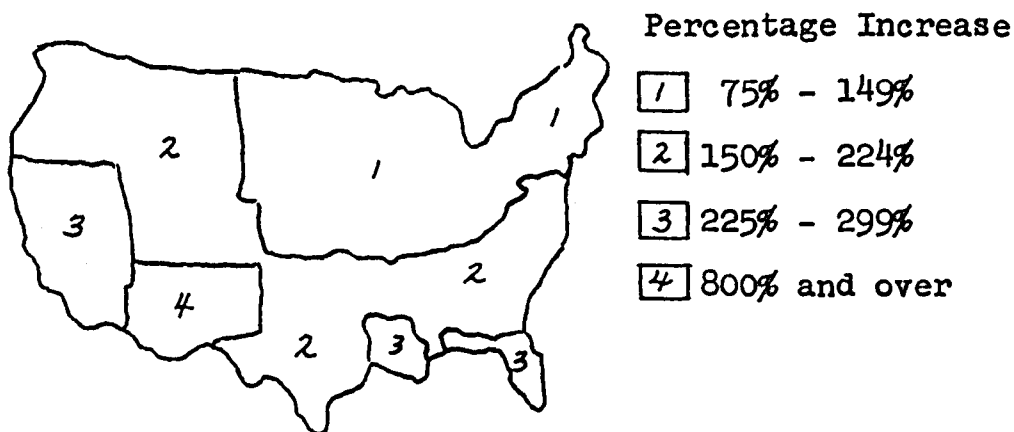 Percentage Increase
1 75% - 149%
2 150% - 224%
3 225% - 299%
4 800% and over
1
2
1
3
2
4
2
3
3